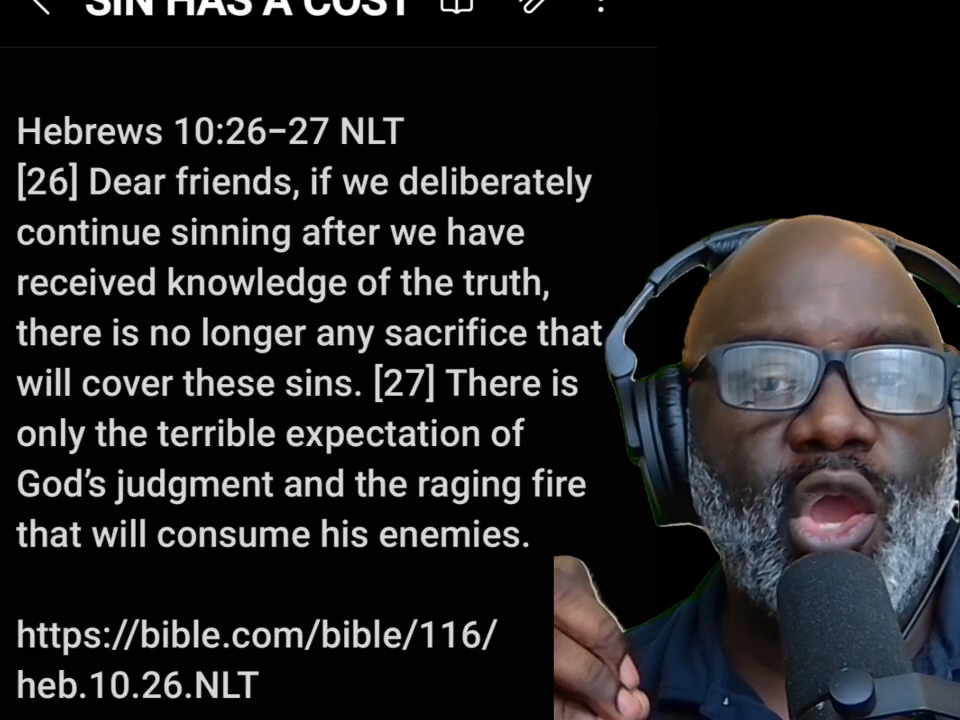 SIN HAS A COST
Hebrews 10:26–27 NLT
[26] Dear friends, if we deliberately
continue sinning after we have
received knowledge of the truth,
there is no longer any sacrifice that
will cover these sins. [27] There is
only the terrible expectation of
God’s judgment and the raging fire
that will consume his enemies.
https://bible.com/bible/116/
heb.10.26.NLT